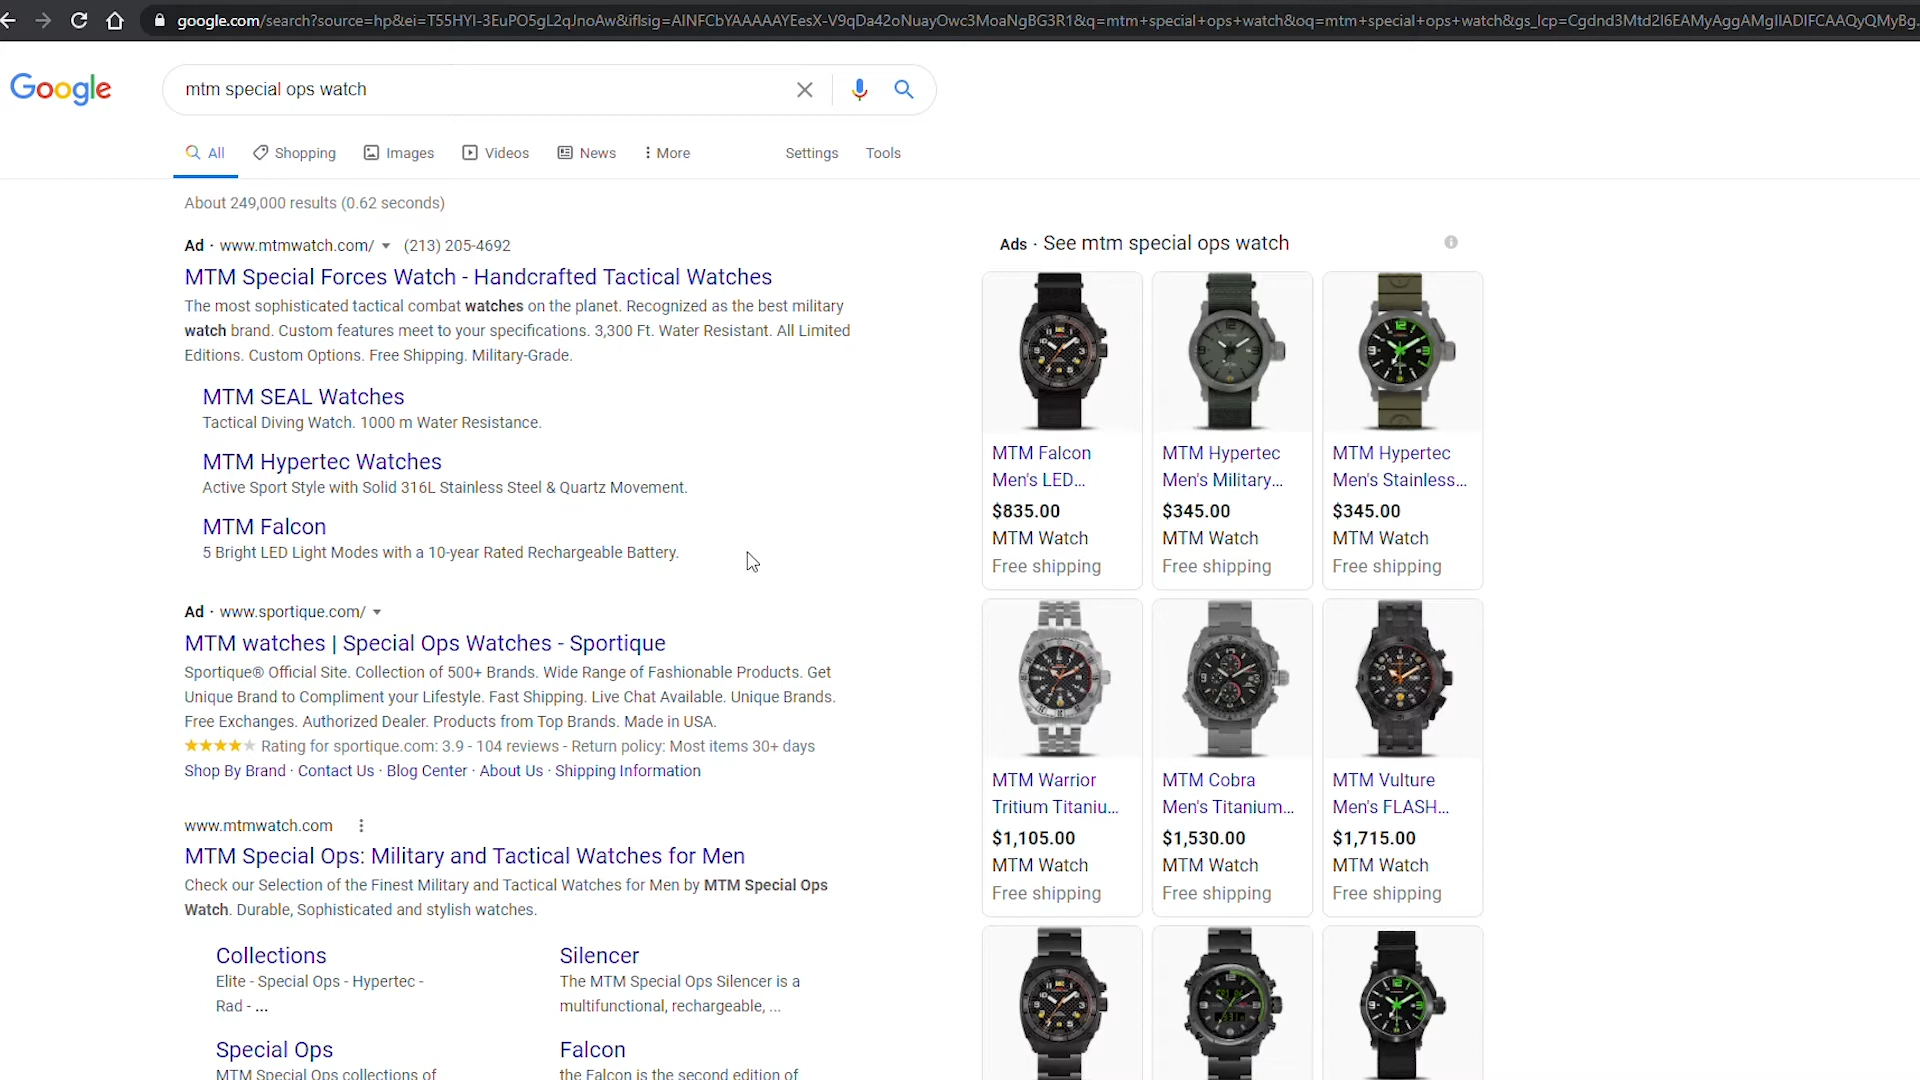 google.com/search?source=hp&ei=T55HYI-3EuPO5gL2qJnoAw&iflsig=AINFCbYAAAAAYEesX-V9qDa42oNuayOwc3MoaNgBG3R1&q=mtm+special+ops+watch&oq=mtm+special+ops+watch&gs_lcp=Cgdnd3Mtd2l6EAMyAggAMgIIADIFCAAQyQMyBg
Google
mtm special ops watch
All Shopping Images Videos News More Settings Tools
About 249,000 results (0.62 seconds)
Ad · www.mtmwatch.com/ (213) 205-4692
MTM Special Forces Watch - Handcrafted Tactical Watches
The most sophisticated tactical combat watches on the planet. Recognized as the best military
watch brand. Custom features meet to your specifications. 3,300 Ft. Water Resistant. All Limited
Editions. Custom Options. Free Shipping. Military-Grade.
MTM SEAL Watches
Tactical Diving Watch. 1000 m Water Resistance.
MTM Hypertec Watches
Active Sport Style with Solid 316L Stainless Steel & Quartz Movement.
MTM Falcon
5 Bright LED Light Modes with a 10-year Rated Rechargeable Battery.
Ad · www.sportique.com/
MTM watches | Special Ops Watches - Sportique
Sportique® Official Site. Collection of 500+ Brands. Wide Range of Fashionable Products. Get
Unique Brand to Compliment your Lifestyle. Fast Shipping. Live Chat Available. Unique Brands.
Free Exchanges. Authorized Dealer. Products from Top Brands. Made in USA.
Rating for sportique.com: 3.9 - 104 reviews - Return policy: Most items 30+ days
Shop By Brand · Contact Us · Blog Center · About Us · Shipping Information
www.mtmwatch.com
MTM Special Ops: Military and Tactical Watches for Men
Check our Selection of the Finest Military and Tactical Watches for Men by MTM Special Ops
Watch. Durable, Sophisticated and stylish watches.
Collections
Elite - Special Ops - Hypertec -
Rad - ...
Silencer
The MTM Special Ops Silencer is a
multifunctional, rechargeable, ...
Special Ops
MTM Special Ops collections of
Falcon
the Falcon is the second edition of
Ads · See mtm special ops watch
MTM Falcon
Men's LED...
$835.00
MTM Watch
Free shipping
MTM Hypertec
Men's Military...
$345.00
MTM Watch
Free shipping
MTM Hypertec
Men's Stainless...
$345.00
MTM Watch
Free shipping
MTM Warrior
Tritium Titaniu...
$1,105.00
MTM Watch
Free shipping
MTM Cobra
Men's Titanium...
$1,530.00
MTM Watch
Free shipping
MTM Vulture
Men's FLASH...
$1,715.00
MTM Watch
Free shipping